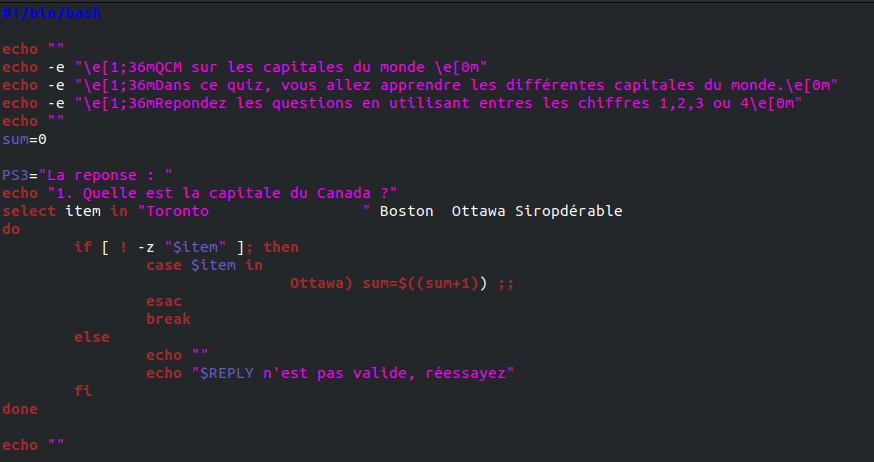 #!/bin/bash

echo ""
echo -e "\e[1;36mQCM sur les capitales du monde \e[0m"
echo -e "\e[1;36mDans ce quiz, vous allez apprendre les différentes capitales du monde.\e[0m"
echo -e "\e[1;36mRepondez les questions en utilisant entres les chiffres 1,2,3 ou 4\e[0m"
echo ""
sum=0

PS3="La reponse : "
echo "1. Quelle est la capitale du Canada ?"
select item in "Toronto                 " Boston  Ottawa Siropdérable
do
        if [ ! -z "$item" ]; then
                case $item in
                                Ottawa) sum=$((sum+1)) ;;
                esac
                break
        else
                echo ""
                echo "$REPLY n'est pas valide, réessayez"
        fi
done

echo ""